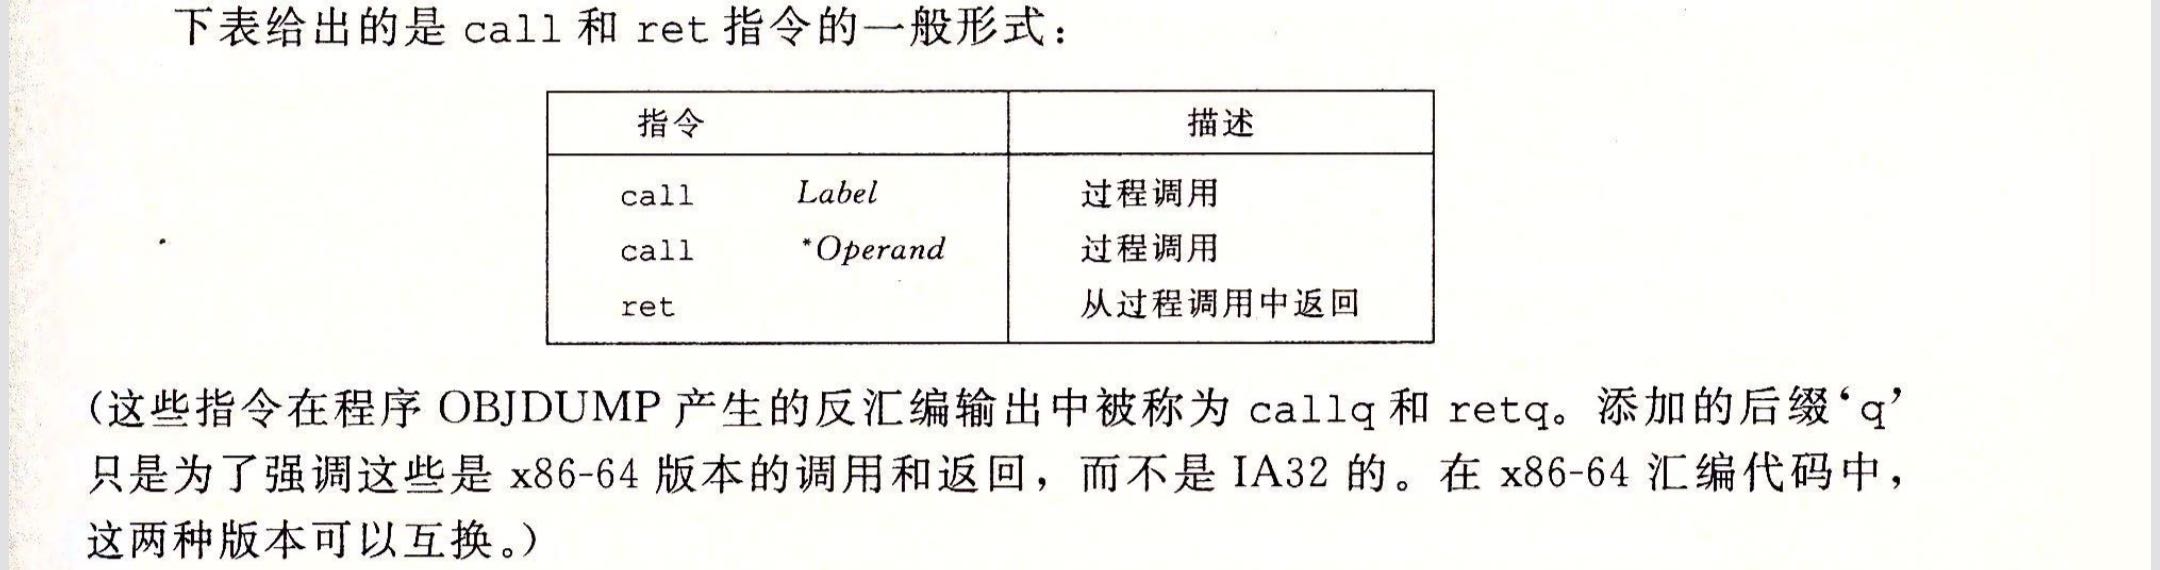 下表给出的是 call 和 ret 指令的一般形式：
指令 描述
call Label 过程调用
call *Operand 过程调用
ret 从过程调用中返回
（这些指令在程序 OBJDUMP 产生的反汇编输出中被称为 callq 和 retq。添加的后缀‘q’
只是为了强调这些是 x86-64 版本的调用和返回，而不是 IA32 的。在 x86-64 汇编代码中，
这两种版本可以互换。）